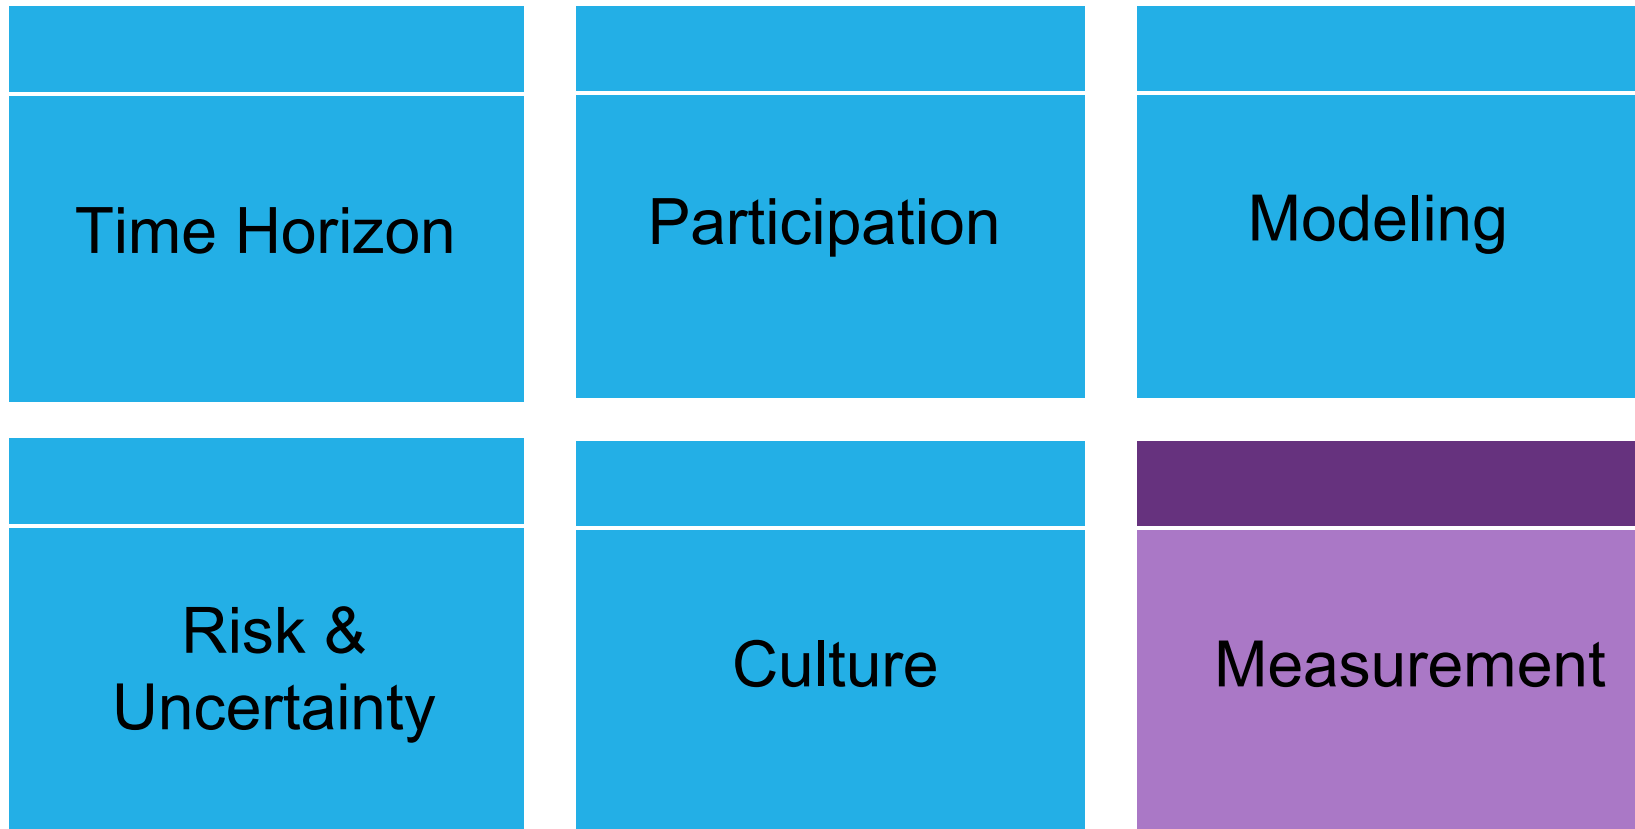 Time Horizon
Participation
Modeling
Risk &
Uncertainty
Culture
Measurement